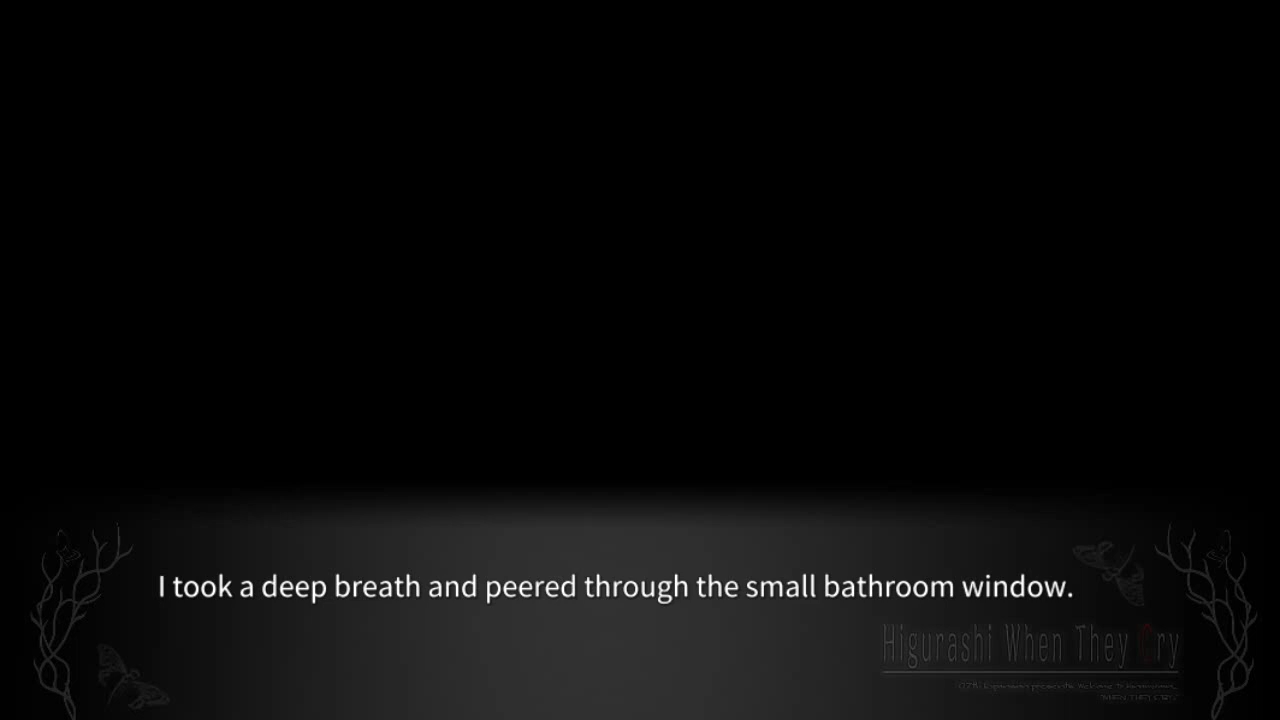 I took a deep breath and peered through the small bathroom window.
Higurashi When They Cry